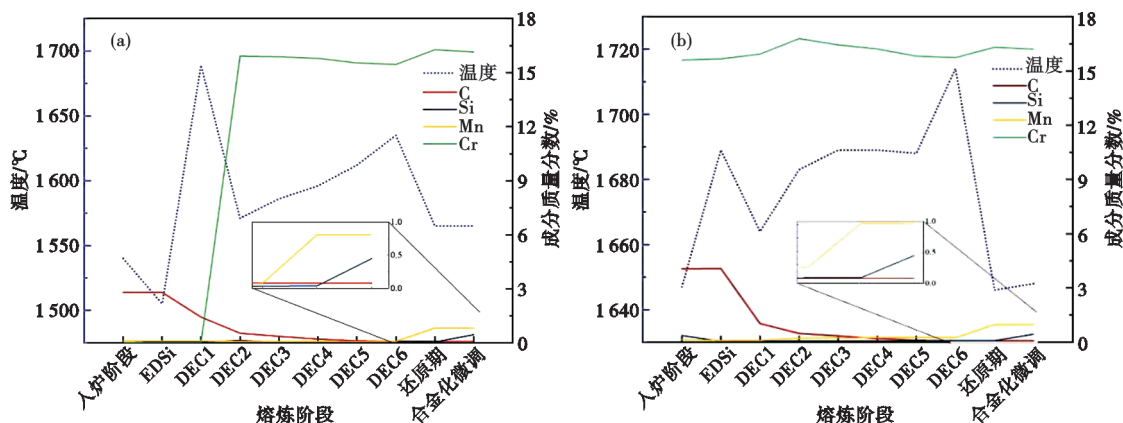 (a)
温度
C
Si
Mn
Cr
1 700
1 650
1 600
1 550
1 500
温度/℃
18
15
12
9
6
3
0
成分质量分数/%
1.0
0.5
0.0
入炉阶段
EDSi
DEC1
DEC2
DEC3
DEC4
DEC5
DEC6
还原期
合金化微调
熔炼阶段
(b)
温度
C
Si
Mn
Cr
1 720
1 700
1 680
1 660
1 640
温度/℃
18
15
12
9
6
3
0
成分质量分数/%
1.0
0.5
0.0
入炉阶段
EDSi
DEC1
DEC2
DEC3
DEC4
DEC5
DEC6
还原期
合金化微调
熔炼阶段